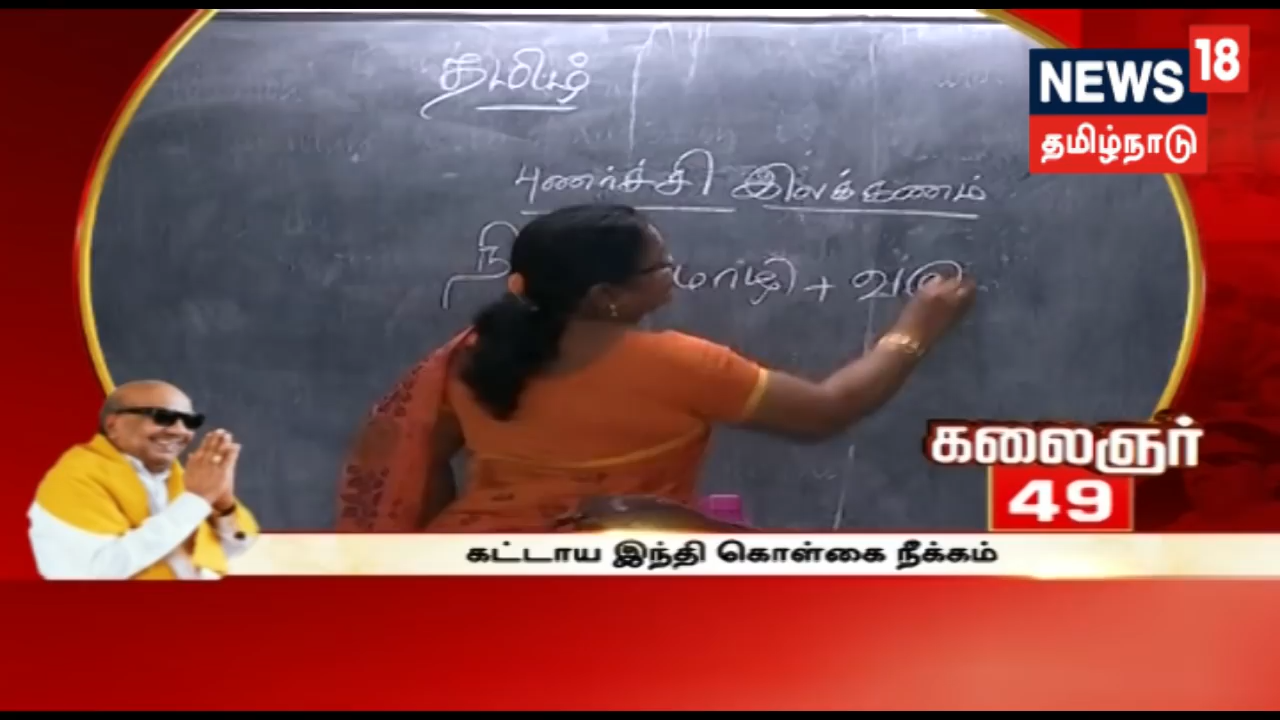 தமிழ்
NEWS 18
தமிழ்நாடு
புணர்ச்சி இலக்கணம்
+
கலைஞர்
49
கட்டாய இந்தி கொள்கை நீக்கம்